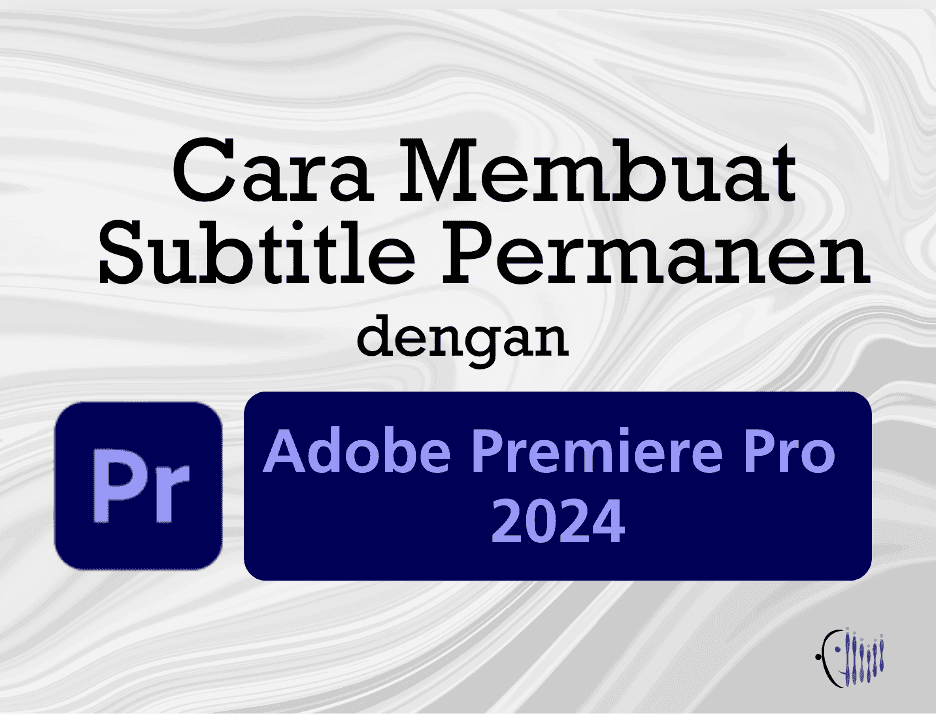 Cara Membuat
Subtitle Permanen
dengan
Pr
Adobe Premiere Pro
2024